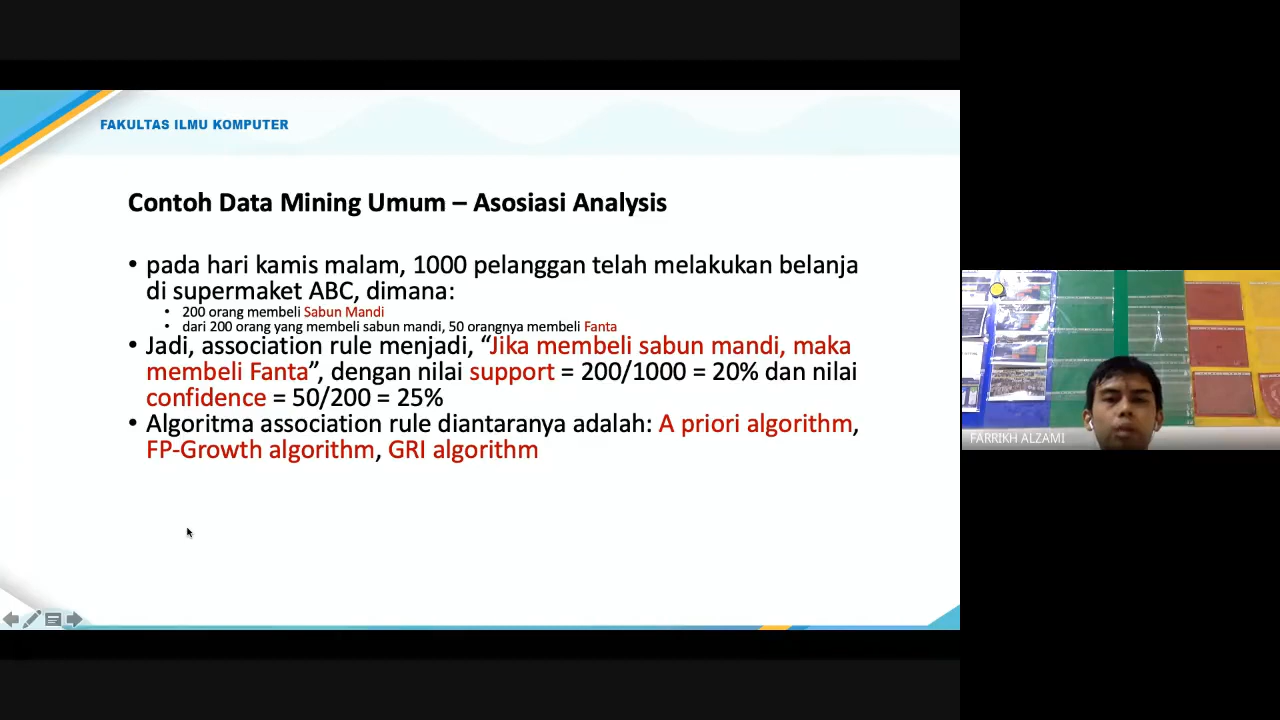 FAKULTAS ILMU KOMPUTER
Contoh Data Mining Umum – Asosiasi Analysis
• pada hari kamis malam, 1000 pelanggan telah melakukan belanja
di supermaket ABC, dimana:
• 200 orang membeli Sabun Mandi
• dari 200 orang yang membeli sabun mandi, 50 orangnya membeli Fanta
• Jadi, association rule menjadi, “Jika membeli sabun mandi, maka
membeli Fanta”, dengan nilai support = 200/1000 = 20% dan nilai
confidence = 50/200 = 25%
• Algoritma association rule diantaranya adalah: A priori algorithm,
FP-Growth algorithm, GRI algorithm
FARRIKH ALZAMI